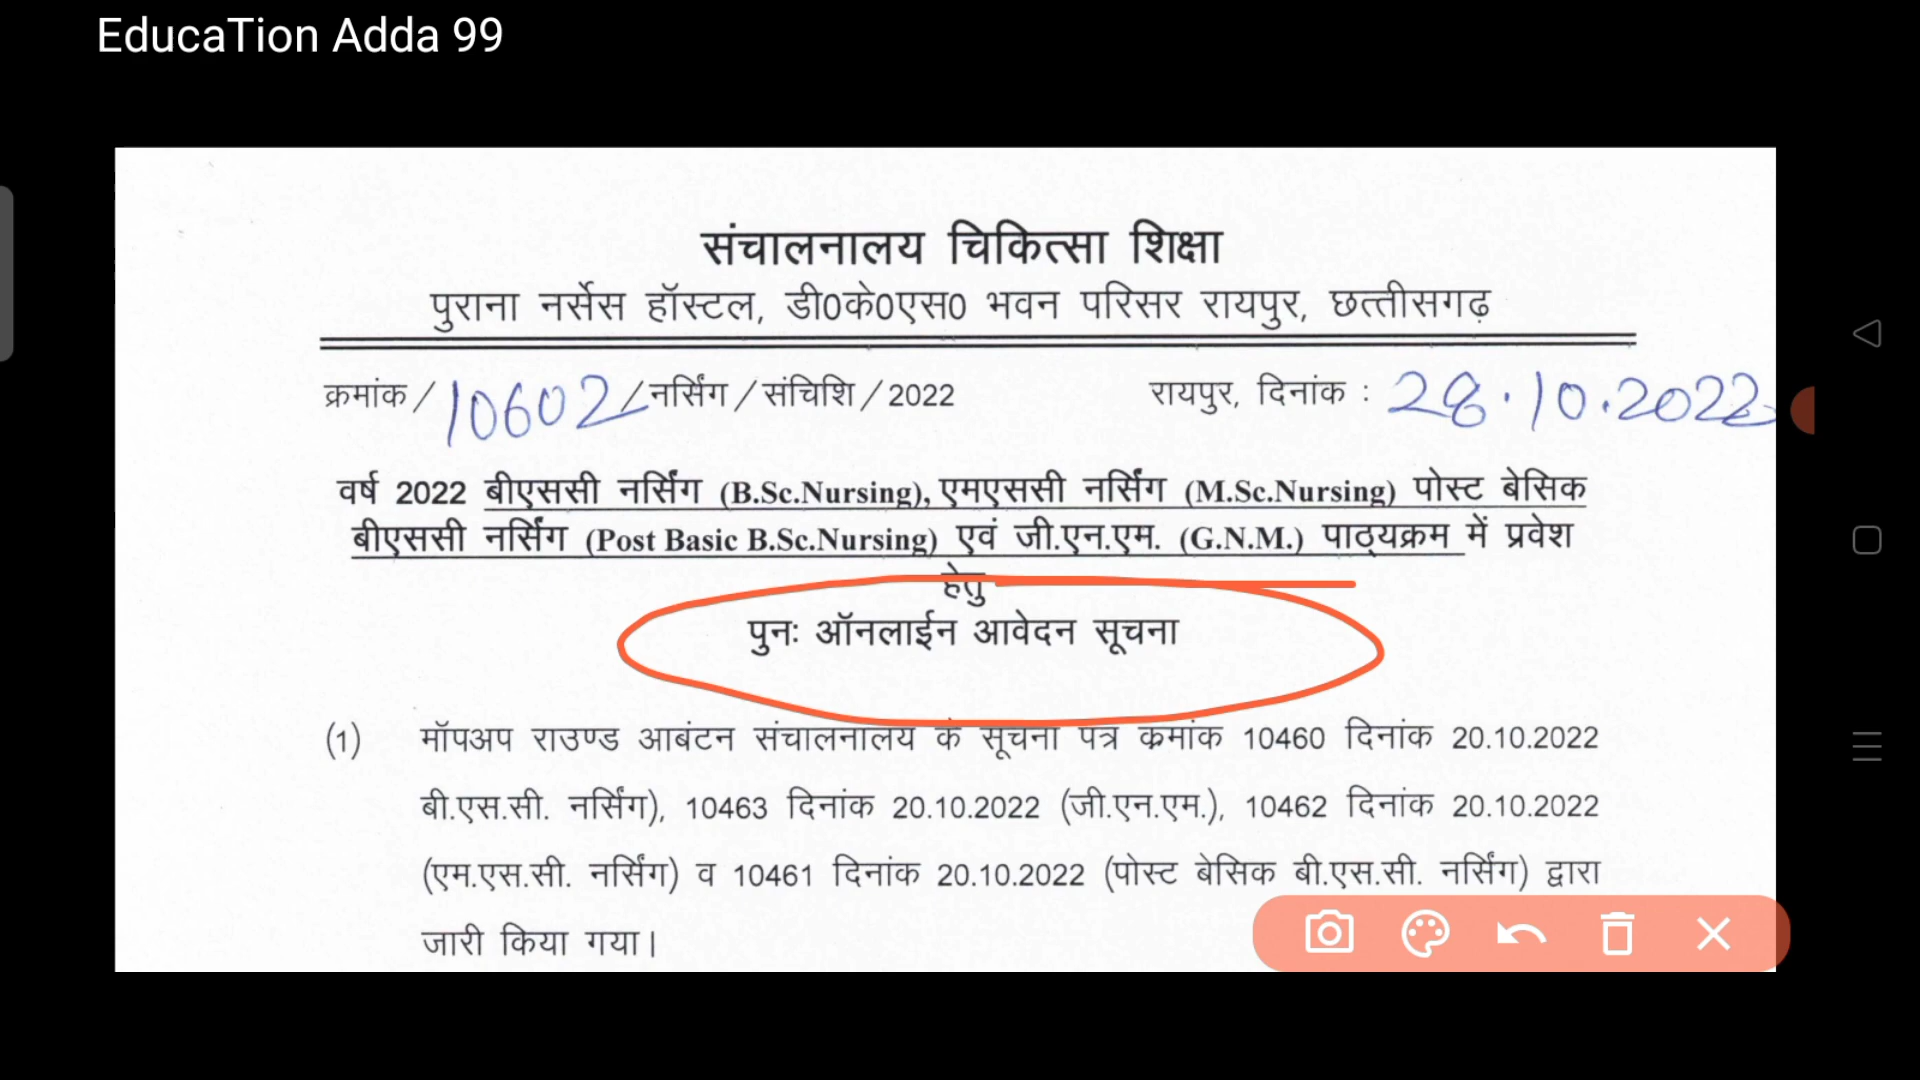 EducaTion Adda 99
संचालनालय चिकित्सा शिक्षा
पुराना नर्सेस हॉस्टल, डी0के0एस0 भवन परिसर रायपुर, छत्तीसगढ़
क्रमांक/10602/नर्सिंग/संचिशि/2022 रायपुर, दिनांक : 28.10.2022
वर्ष 2022 बीएससी नर्सिंग (B.Sc.Nursing), एमएससी नर्सिंग (M.Sc.Nursing) पोस्ट बेसिक
बीएससी नर्सिंग (Post Basic B.Sc.Nursing) एवं जी.एन.एम. (G.N.M.) पाठ्यक्रम में प्रवेश
हेतु
पुनः ऑनलाईन आवेदन सूचना
(1) मॉपअप राउण्ड आबंटन संचालनालय के सूचना पत्र क्रमांक 10460 दिनांक 20.10.2022
बी.एस.सी. नर्सिंग), 10463 दिनांक 20.10.2022 (जी.एन.एम.), 10462 दिनांक 20.10.2022
(एम.एस.सी. नर्सिंग) व 10461 दिनांक 20.10.2022 (पोस्ट बेसिक बी.एस.सी. नर्सिंग) द्वारा
जारी किया गया।